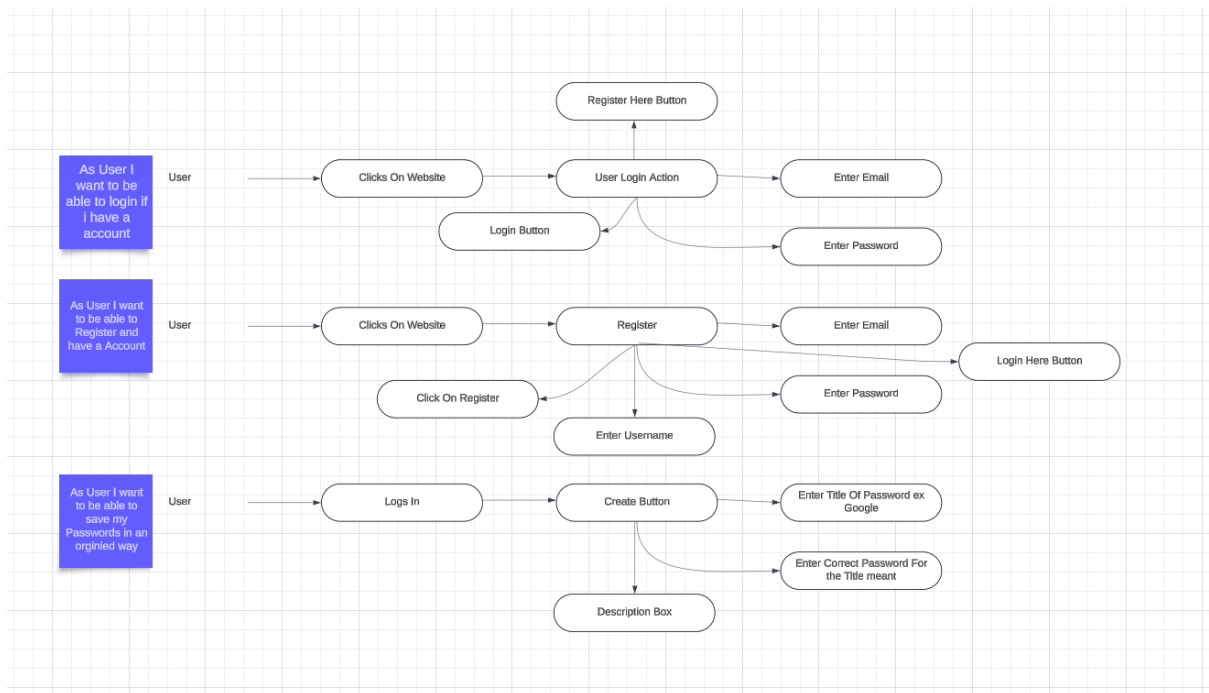 Register Here Button
As User I
want to be
able to login if
i have a
account
User
Clicks On Website
User Login Action
Enter Email
Login Button
Enter Password
As User I want
to be able to
Register and
have a Account
User
Clicks On Website
Register
Enter Email
Login Here Button
Click On Register
Enter Password
Enter Username
As User I want
to be able to
save my
Passwords in an
orginied way
User
Logs In
Create Button
Enter Title Of Password ex
Google
Enter Correct Password For
the Title meant
Description Box